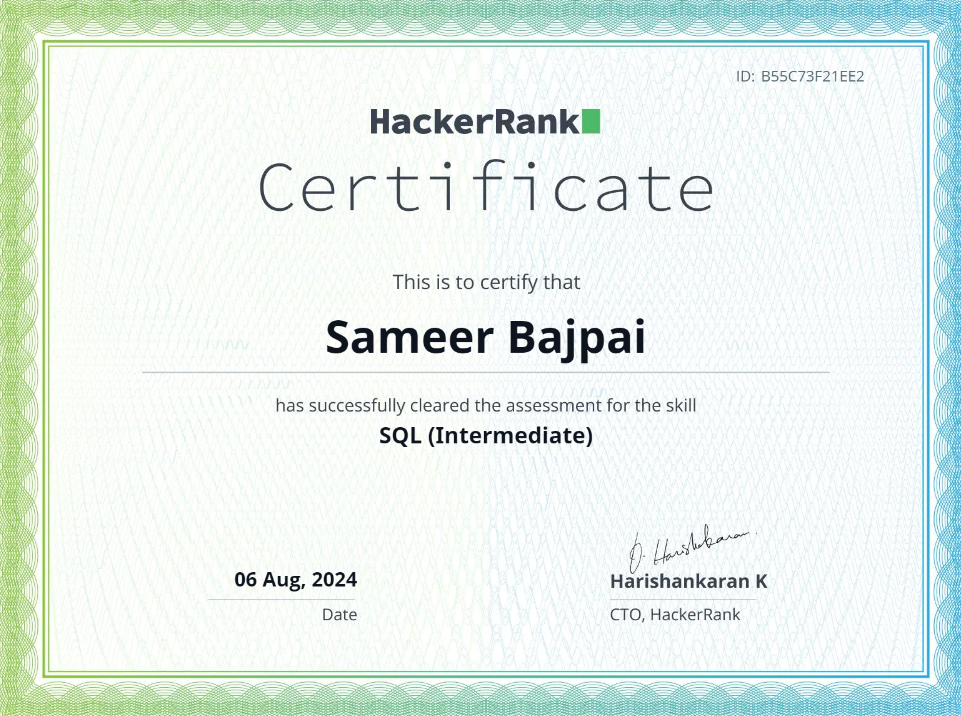 ID: B55C73F21EE2
HackerRank
Certificate
This is to certify that
Sameer Bajpai
has successfully cleared the assessment for the skill
SQL (Intermediate)
06 Aug, 2024
Date
Harishankaran K
CTO, HackerRank